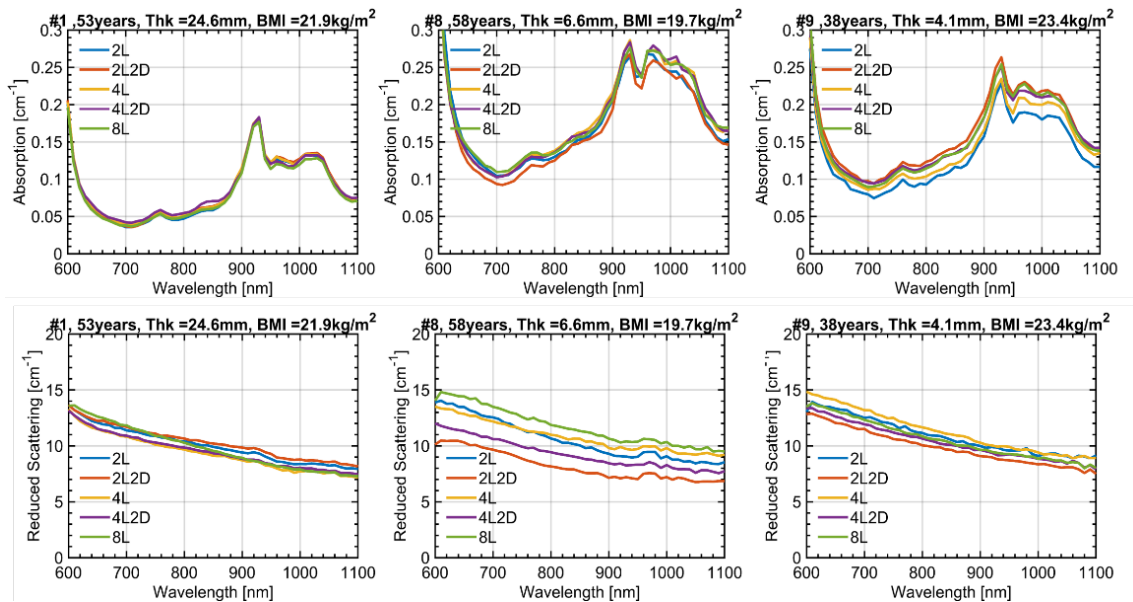 #1 ,53years, Thk =24.6mm, BMI =21.9kg/m²
0.3
0.25
0.2
0.15
0.1
0.05
0
Absorption [cm⁻¹]
2L
2L2D
4L
4L2D
8L
600 700 800 900 1000 1100
Wavelength [nm]
#8 ,58years, Thk =6.6mm, BMI =19.7kg/m²
0.3
0.25
0.2
0.15
0.1
0.05
0
Absorption [cm⁻¹]
2L
2L2D
4L
4L2D
8L
600 700 800 900 1000 1100
Wavelength [nm]
#9 ,38years, Thk =4.1mm, BMI =23.4kg/m²
0.3
0.25
0.2
0.15
0.1
0.05
0
Absorption [cm⁻¹]
2L
2L2D
4L
4L2D
8L
600 700 800 900 1000 1100
Wavelength [nm]
#1 ,53years, Thk =24.6mm, BMI =21.9kg/m²
20
15
10
5
0
Reduced Scattering [cm⁻¹]
2L
2L2D
4L
4L2D
8L
600 700 800 900 1000 1100
Wavelength [nm]
#8, 58years, Thk =6.6mm, BMI =19.7kg/m²
20
15
10
5
0
Reduced Scattering [cm⁻¹]
2L
2L2D
4L
4L2D
8L
600 700 800 900 1000 1100
Wavelength [nm]
#9, 38years, Thk =4.1mm, BMI =23.4kg/m²
20
15
10
5
0
Reduced Scattering [cm⁻¹]
2L
2L2D
4L
4L2D
8L
600 700 800 900 1000 1100
Wavelength [nm]